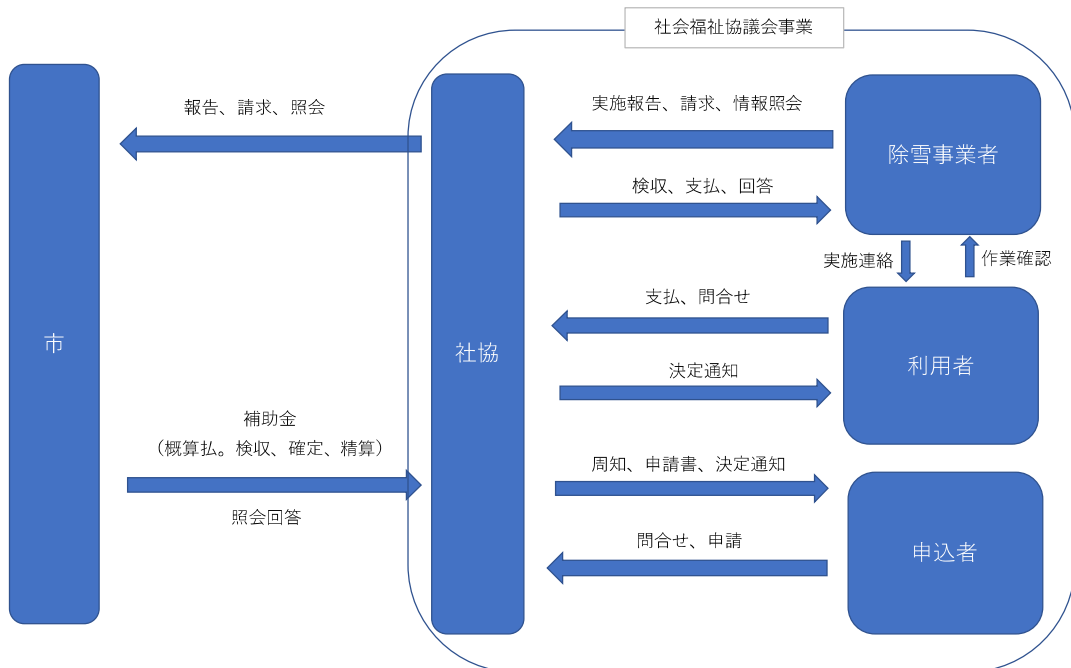 社会福祉協議会事業
報告、請求、照会
実施報告、請求、情報照会
除雪事業者
検収、支払、回答
実施連絡
作業確認
支払、問合せ
市
社協
利用者
決定通知
補助金
（概算払。検収、確定、精算）
周知、申請書、決定通知
照会回答
問合せ、申請
申込者